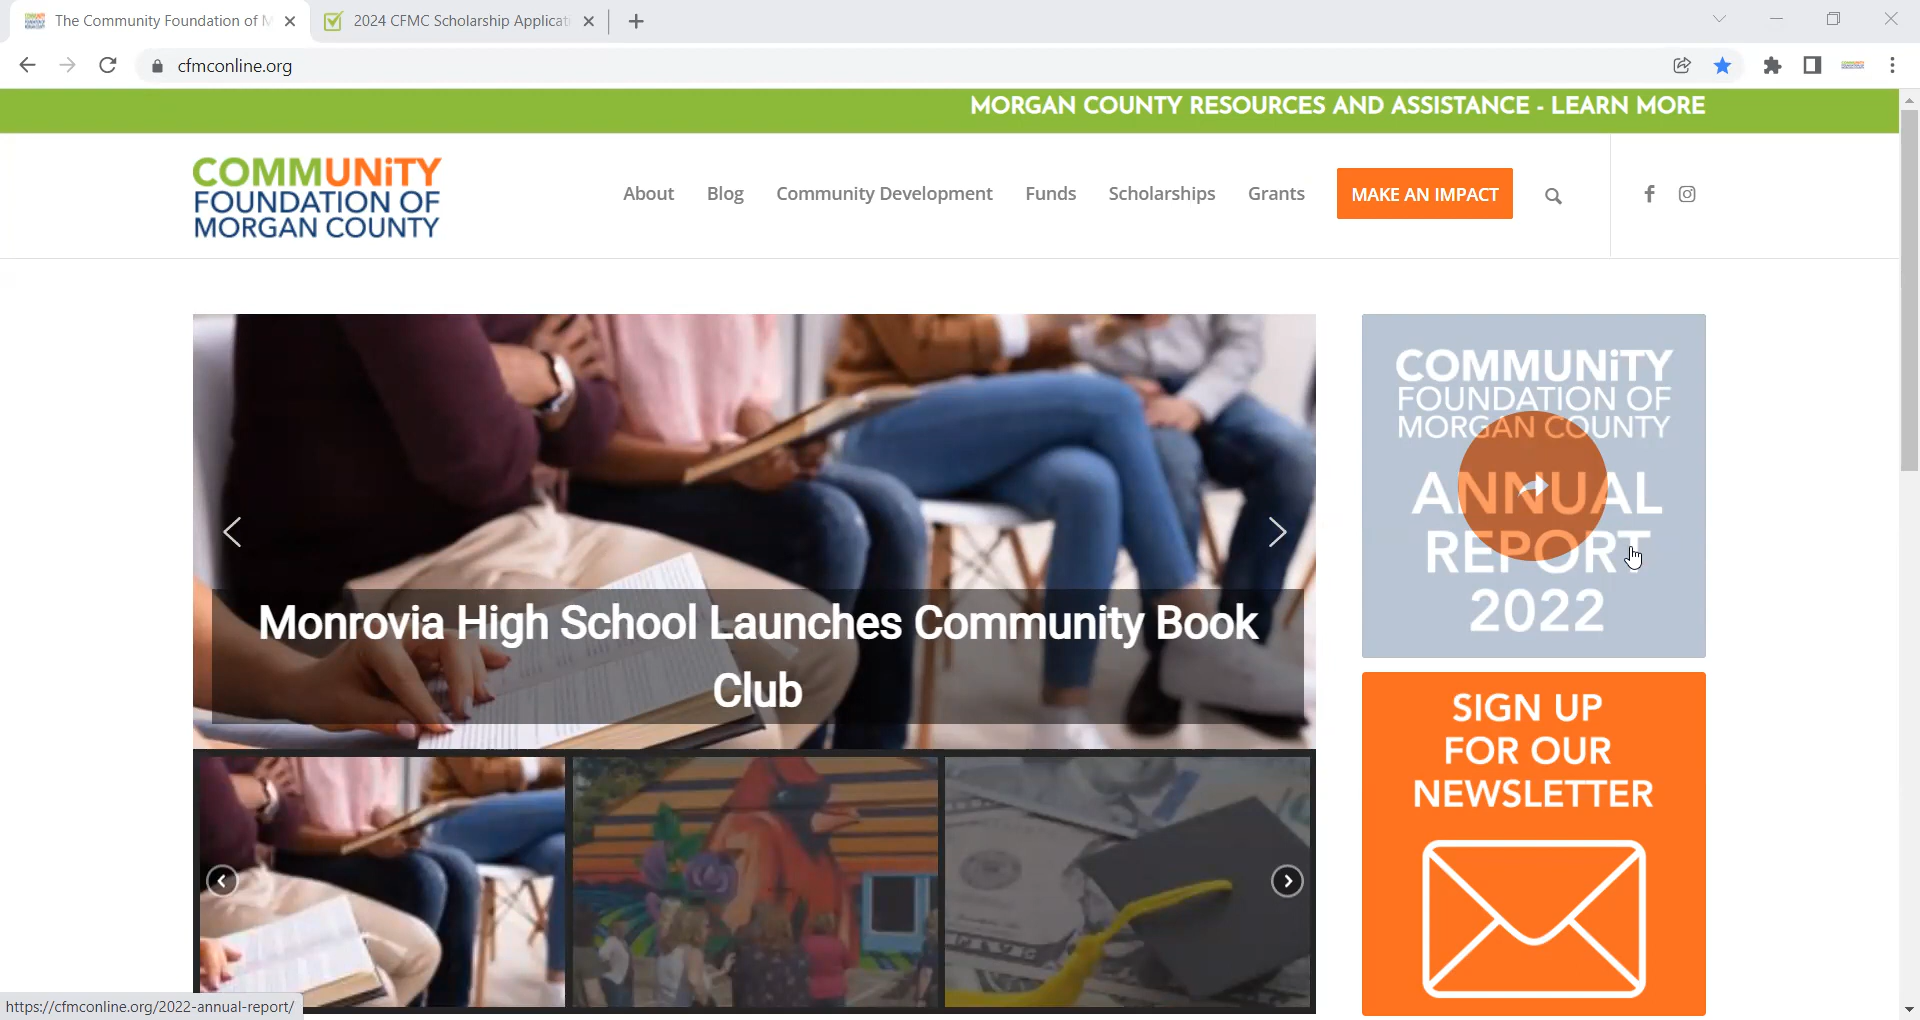 The Community Foundation of M
2024 CFMC Scholarship Applicati
cfmconline.org
MORGAN COUNTY RESOURCES AND ASSISTANCE - LEARN MORE
COMMUNiTY
FOUNDATION OF
MORGAN COUNTY
About
Blog
Community Development
Funds
Scholarships
Grants
MAKE AN IMPACT
Monrovia High School Launches Community Book
Club
COMMUNiTY
FOUNDATION OF
MORGAN COUNTY
ANNUAL
REPORT
2022
SIGN UP
FOR OUR
NEWSLETTER
https://cfmconline.org/2022-annual-report/